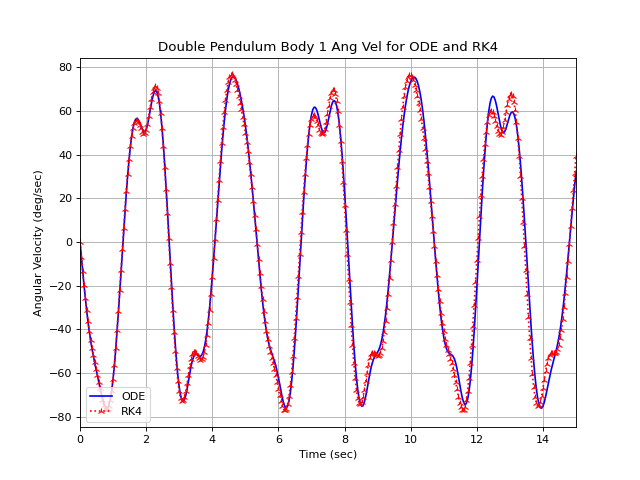 Double Pendulum Body 1 Ang Vel for ODE and RK4
Angular Velocity (deg/sec)
80
60
40
20
0
−20
−40
−60
−80
ODE
RK4
0 2 4 6 8 10 12 14
Time (sec)